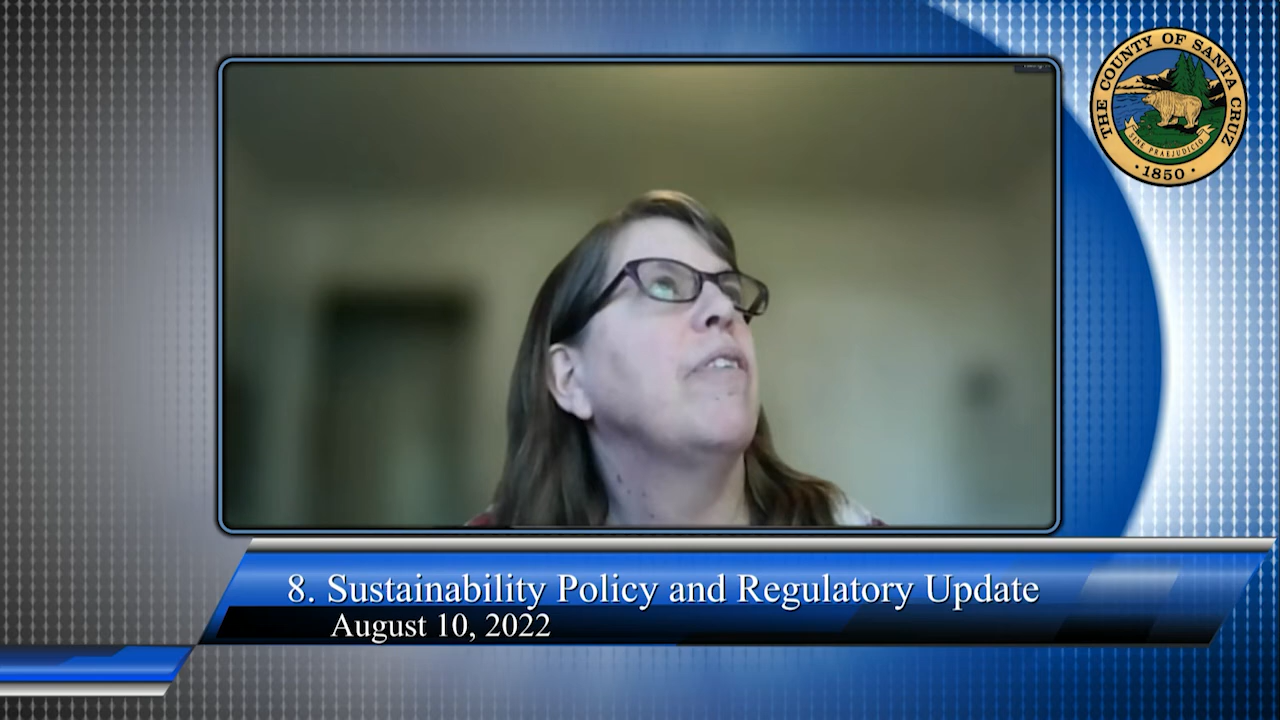 THE COUNTY OF SANTA CRUZ
SINE PRAEJUDICIO
• 1850 •
8. Sustainability Policy and Regulatory Update
August 10, 2022